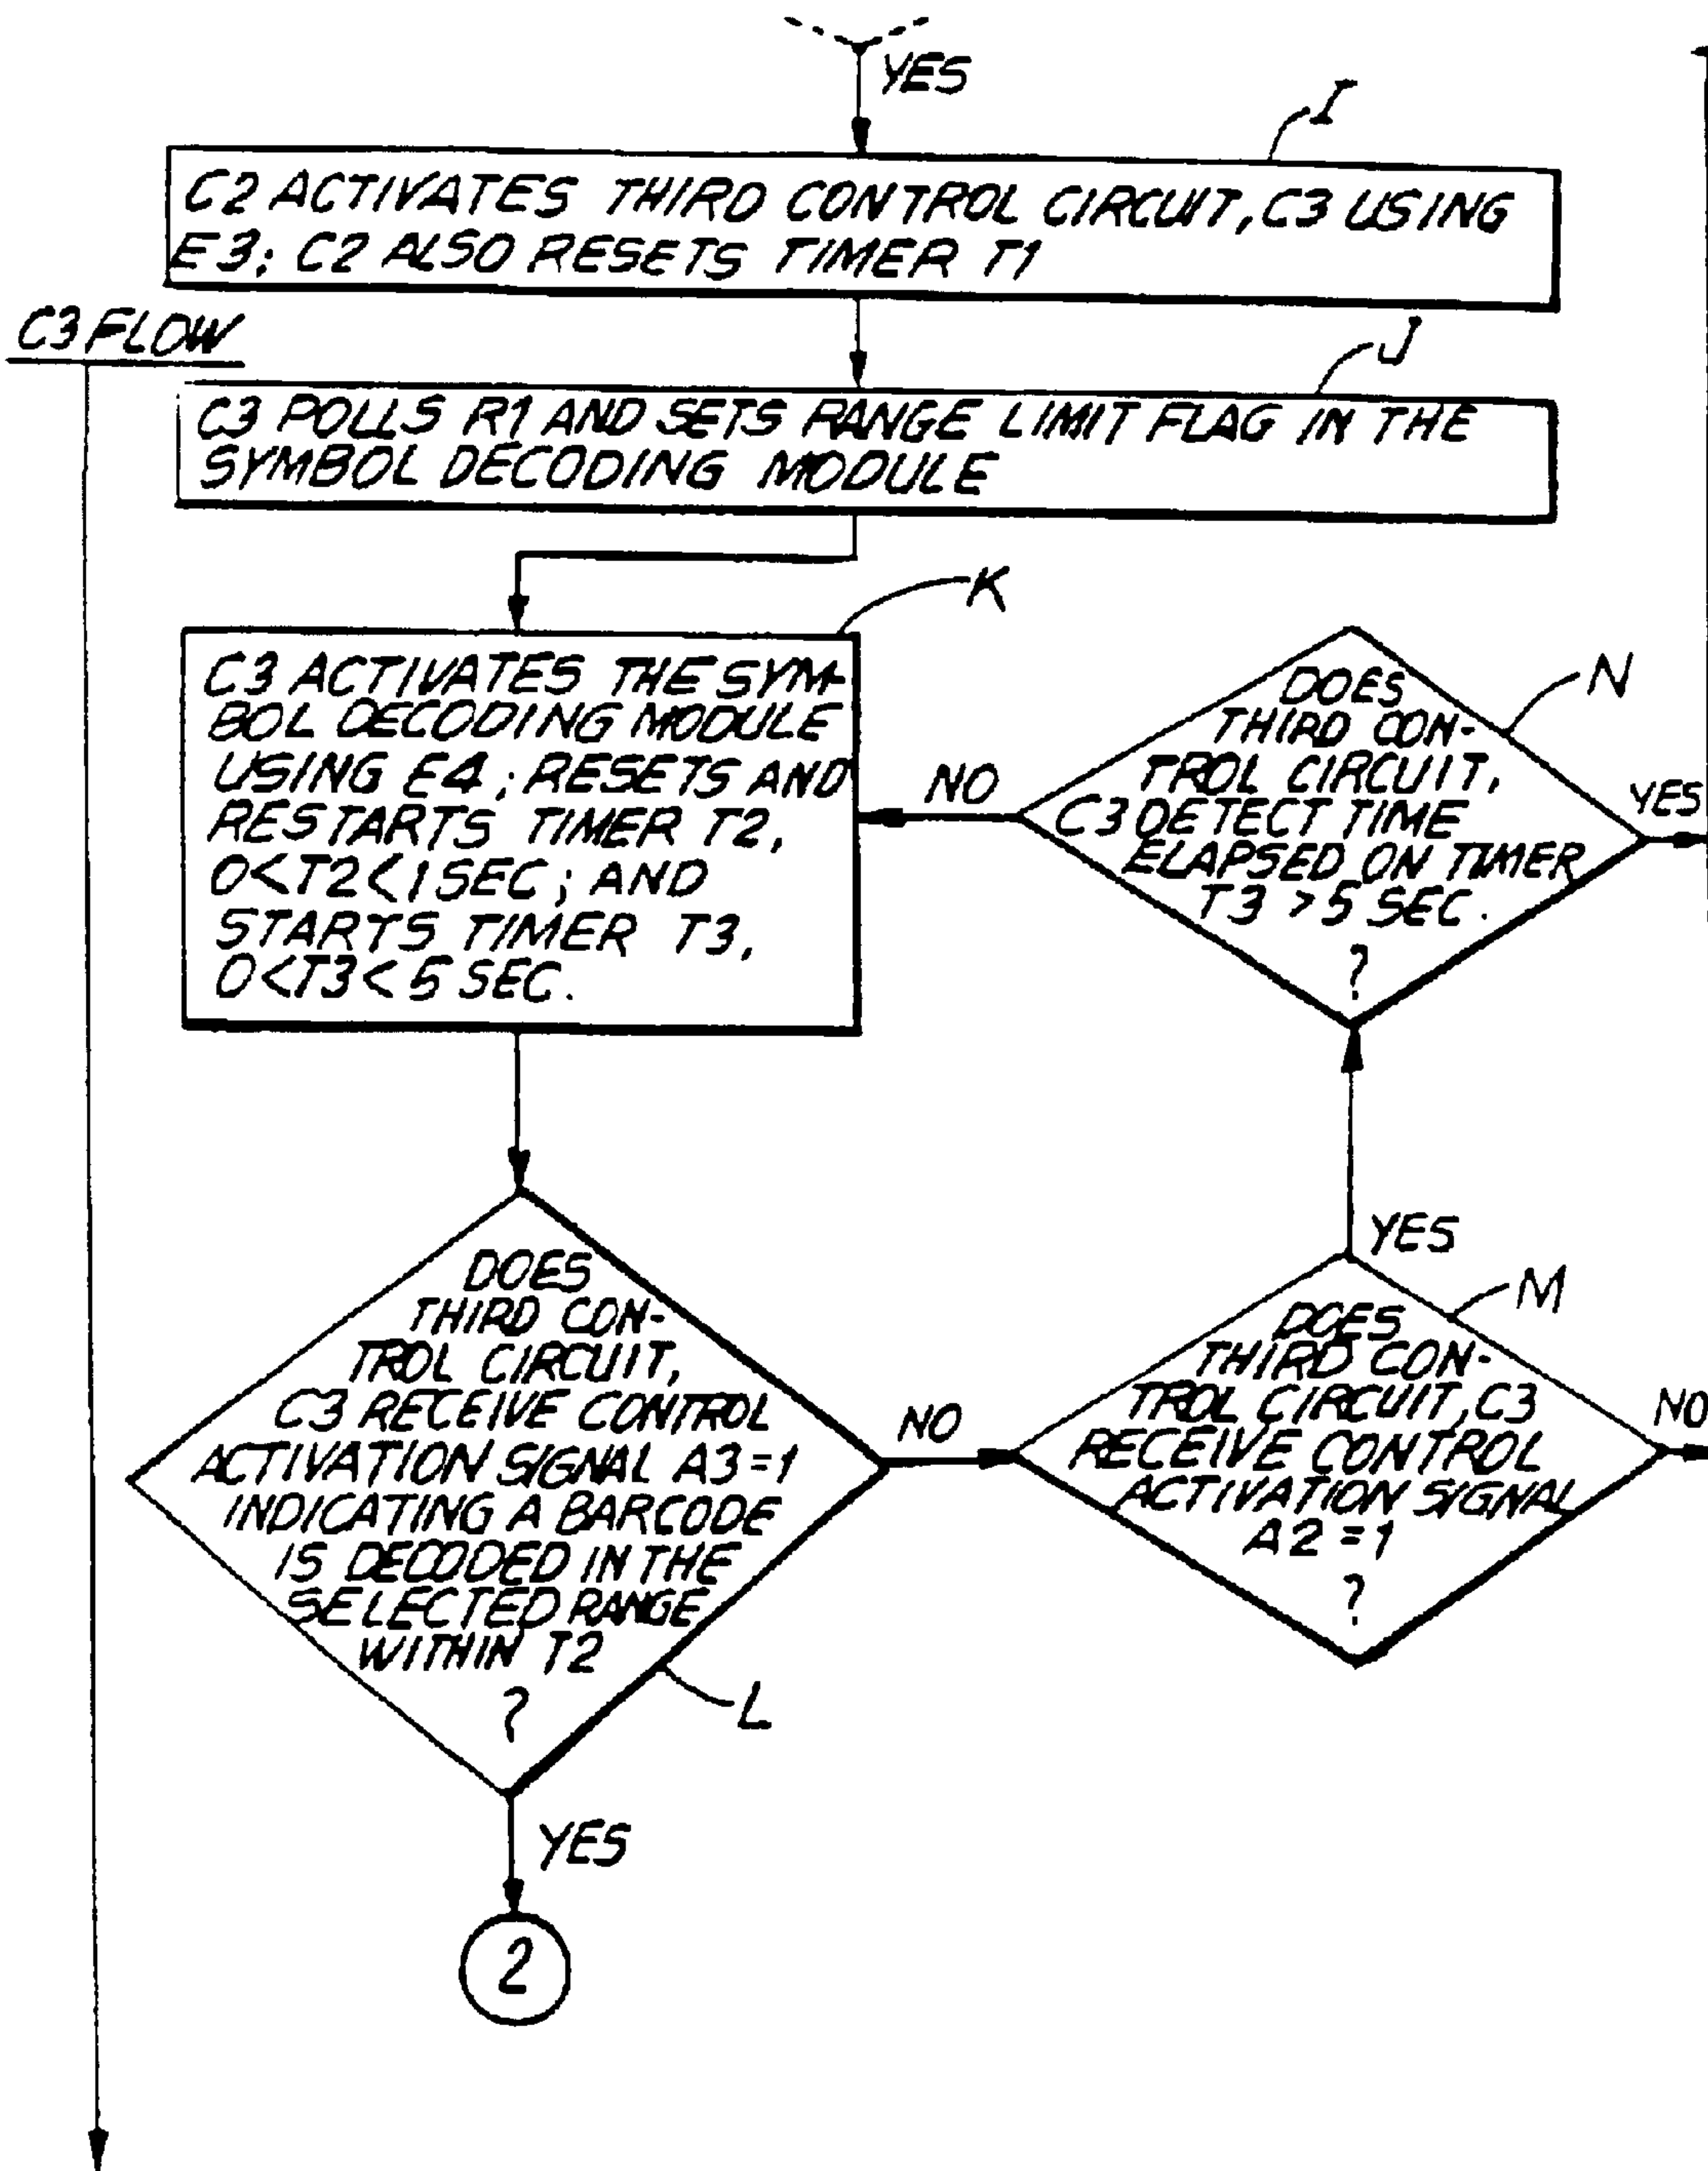 YES
I
C2 ACTIVATES THIRD CONTROL CIRCUIT, C3 USING
E3; C2 ALSO RESETS TIMER T1
C3 FLOW
J
C3 POLLS R1 AND SETS RANGE LIMIT FLAG IN THE
SYMBOL DECODING MODULE
K
C3 ACTIVATES THE SYM-
BOL DECODING MODULE
USING E4; RESETS AND
RESTARTS TIMER T2,
0<T2<1 SEC; AND
STARTS TIMER T3,
0<T3<5 SEC.
NO
N
DOES
THIRD CON-
TROL CIRCUIT,
C3 DETECT TIME
ELAPSED ON TIMER
T3 >5 SEC.
?
YES
DOES
THIRD CON-
TROL CIRCUIT,
C3 RECEIVE CONTROL
ACTIVATION SIGNAL A3=1
INDICATING A BARCODE
IS DECODED IN THE
SELECTED RANGE
WITHIN T2
?
L
NO
YES
M
DOES
THIRD CON-
TROL CIRCUIT, C3
RECEIVE CONTROL
ACTIVATION SIGNAL
A2=1
?
NO
YES
2